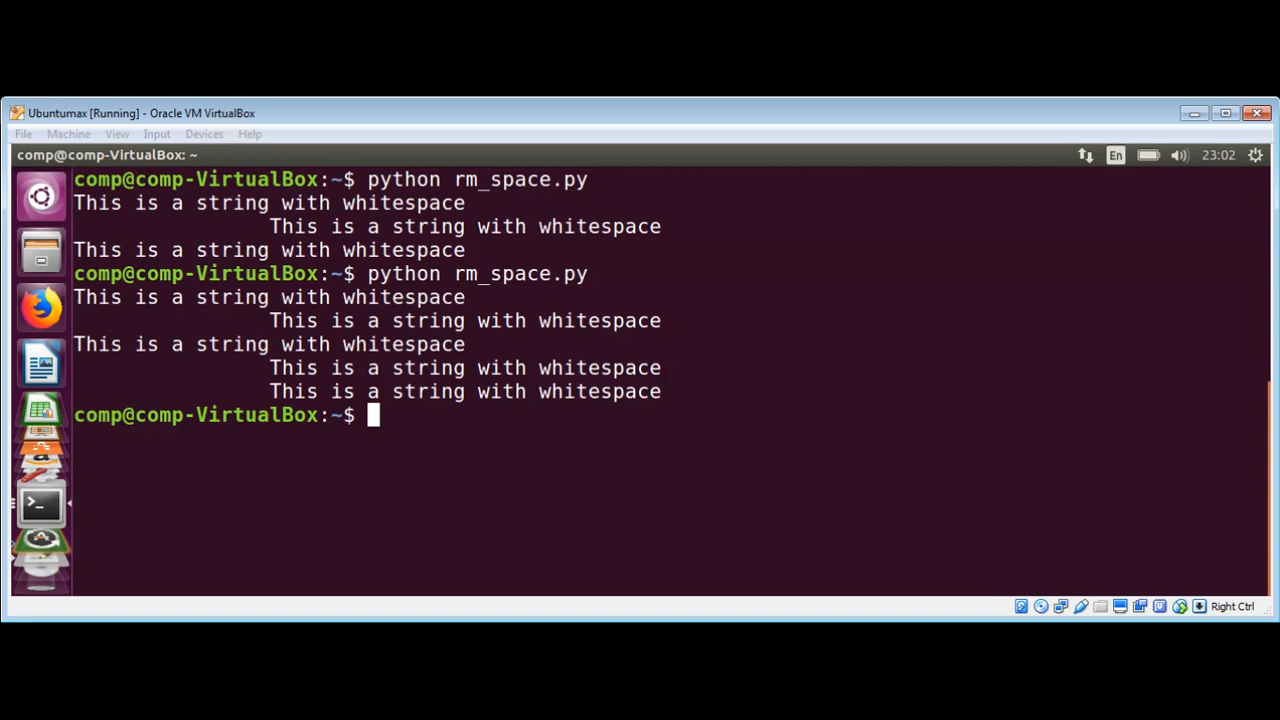 Ubuntumax [Running] - Oracle VM VirtualBox
File Machine View Input Devices Help
comp@comp-VirtualBox: ~ En 23:02
comp@comp-VirtualBox:~$ python rm_space.py
This is a string with whitespace
                This is a string with whitespace
This is a string with whitespace
comp@comp-VirtualBox:~$ python rm_space.py
This is a string with whitespace
                This is a string with whitespace
This is a string with whitespace
                This is a string with whitespace
                This is a string with whitespace
comp@comp-VirtualBox:~$
Right Ctrl